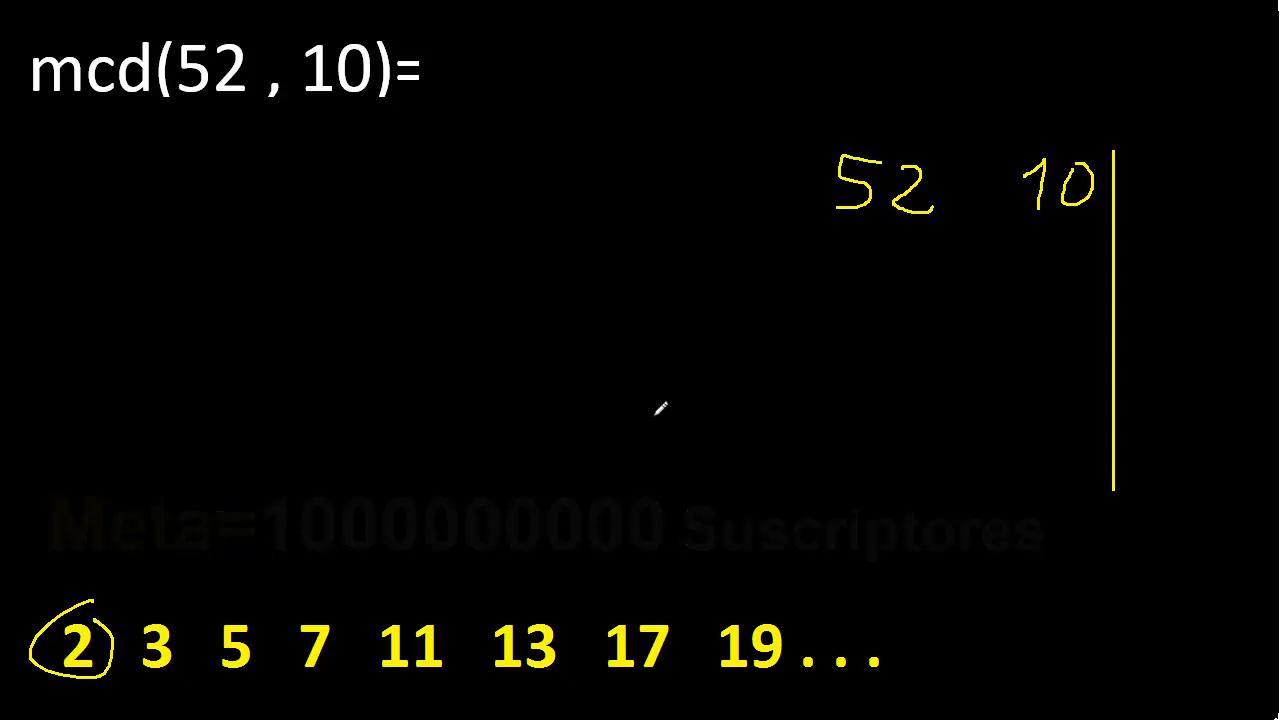 mcd(52 , 10)=
52 10
Meta=1000000000 Suscriptores
2 3 5 7 11 13 17 19 . . .